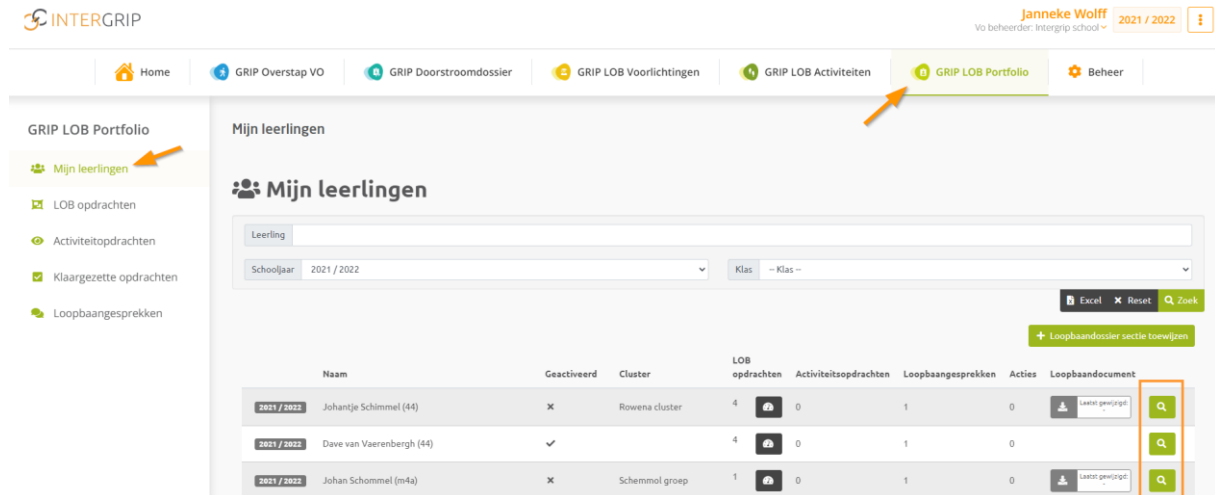 INTERGRIP
Janneke Wolff
Vo beheerder: Intergrip school
2021 / 2022
Home
GRIP Overstap VO
GRIP Doorstroomdossier
GRIP LOB Voorlichtingen
GRIP LOB Activiteiten
GRIP LOB Portfolio
Beheer
GRIP LOB Portfolio
Mijn leerlingen
LOB opdrachten
Activiteitopdrachten
Klaargezette opdrachten
Loopbaangesprekken
Mijn leerlingen
Mijn leerlingen
Leerling
Schooljaar 2021 / 2022
Klas -- Klas --
Excel Reset Zoek
Loopbaandossier sectie toewijzen
Naam Geactiveerd Cluster LOB opdrachten Activiteitsopdrachten Loopbaangesprekken Acties Loopbaandocument
2021 / 2022 Johantje Schimmel (44) Rowena cluster 4 0 1 0 Laatst gewijzigd: -
2021 / 2022 Dave van Vaerenbergh (44) 4 0 1 0
2021 / 2022 Johan Schommel (m4a) Schemmol groep 1 0 1 0 Laatst gewijzigd: -